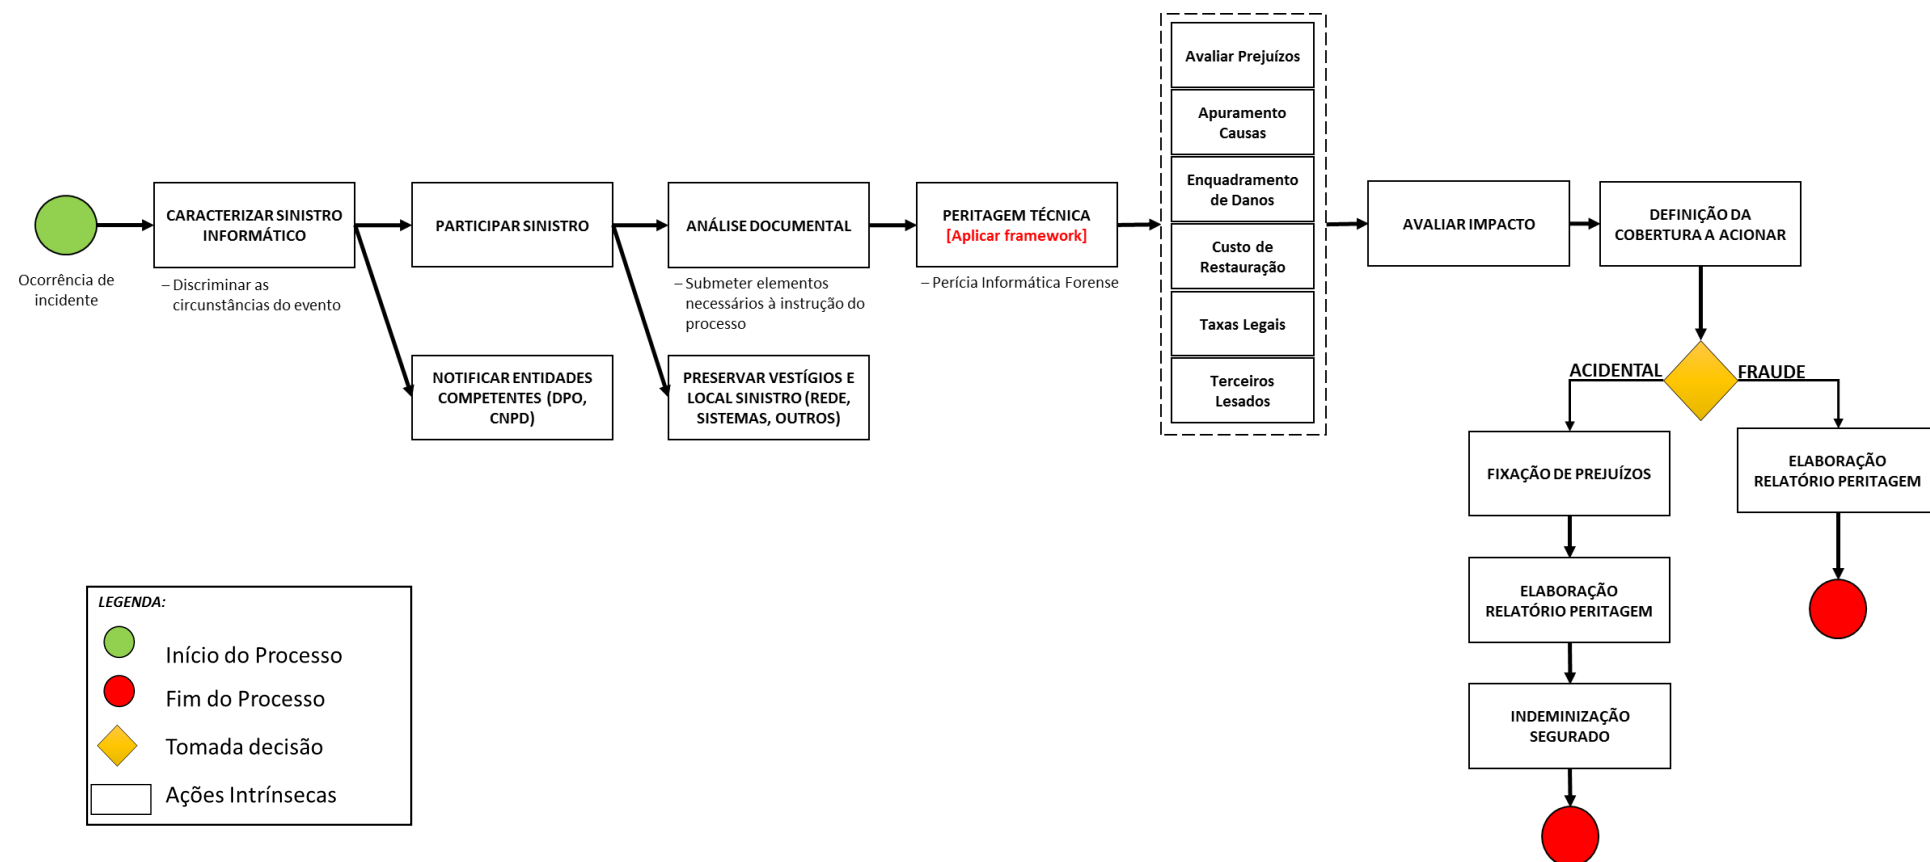 Ocorrência de
incidente
CARACTERIZAR SINISTRO
INFORMÁTICO
– Discriminar as
circunstâncias do evento
PARTICIPAR SINISTRO
NOTIFICAR ENTIDADES
COMPETENTES (DPO,
CNPD)
ANÁLISE DOCUMENTAL
– Submeter elementos
necessários à instrução do
processo
PRESERVAR VESTÍGIOS E
LOCAL SINISTRO (REDE,
SISTEMAS, OUTROS)
PERITAGEM TÉCNICA
[Aplicar framework]
– Perícia Informática Forense
Avaliar Prejuízos
Apuramento
Causas
Enquadramento
de Danos
Custo de
Restauração
Taxas Legais
Terceiros
Lesados
AVALIAR IMPACTO
DEFINIÇÃO DA
COBERTURA A ACIONAR
ACIDENTAL
FRAUDE
FIXAÇÃO DE PREJUÍZOS
ELABORAÇÃO
RELATÓRIO PERITAGEM
INDEMINIZAÇÃO
SEGURADO
ELABORAÇÃO
RELATÓRIO PERITAGEM
LEGENDA:
Início do Processo
Fim do Processo
Tomada decisão
Ações Intrínsecas